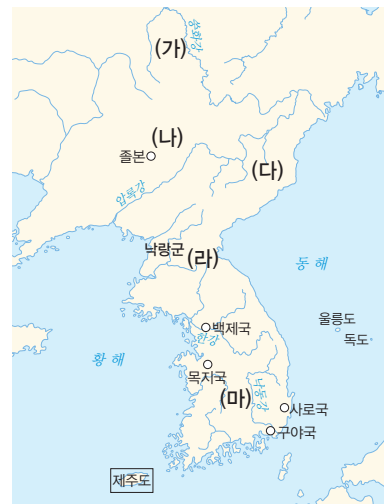 (가)
쑹화강
(나)
졸본
(다)
압록강
낙랑군
(라)
동해
울릉도
독도
백제국
한강
황해
목지국
(마)
낙동강
사로국
구야국
제주도